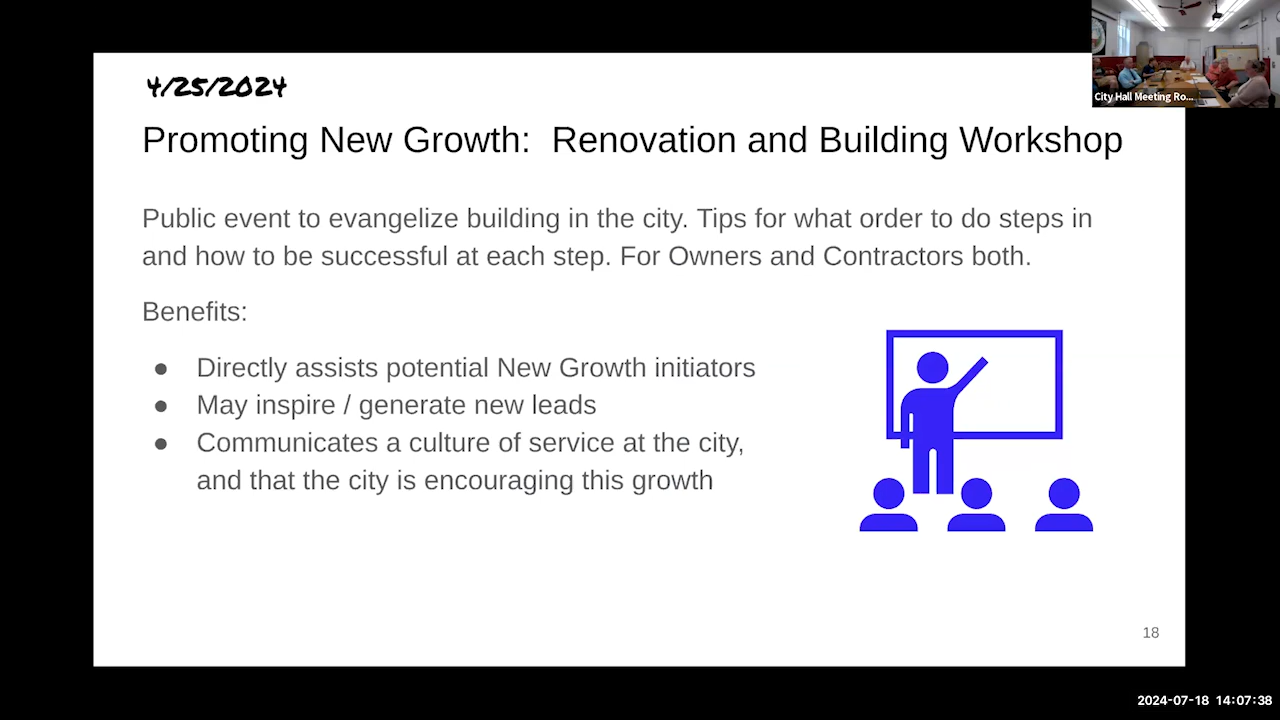 4/25/2024
City Hall Meeting Ro...
Promoting New Growth:  Renovation and Building Workshop
Public event to evangelize building in the city. Tips for what order to do steps in
and how to be successful at each step. For Owners and Contractors both.
Benefits:
● Directly assists potential New Growth initiators
● May inspire / generate new leads
● Communicates a culture of service at the city,
and that the city is encouraging this growth
18
2024-07-18 14:07:38